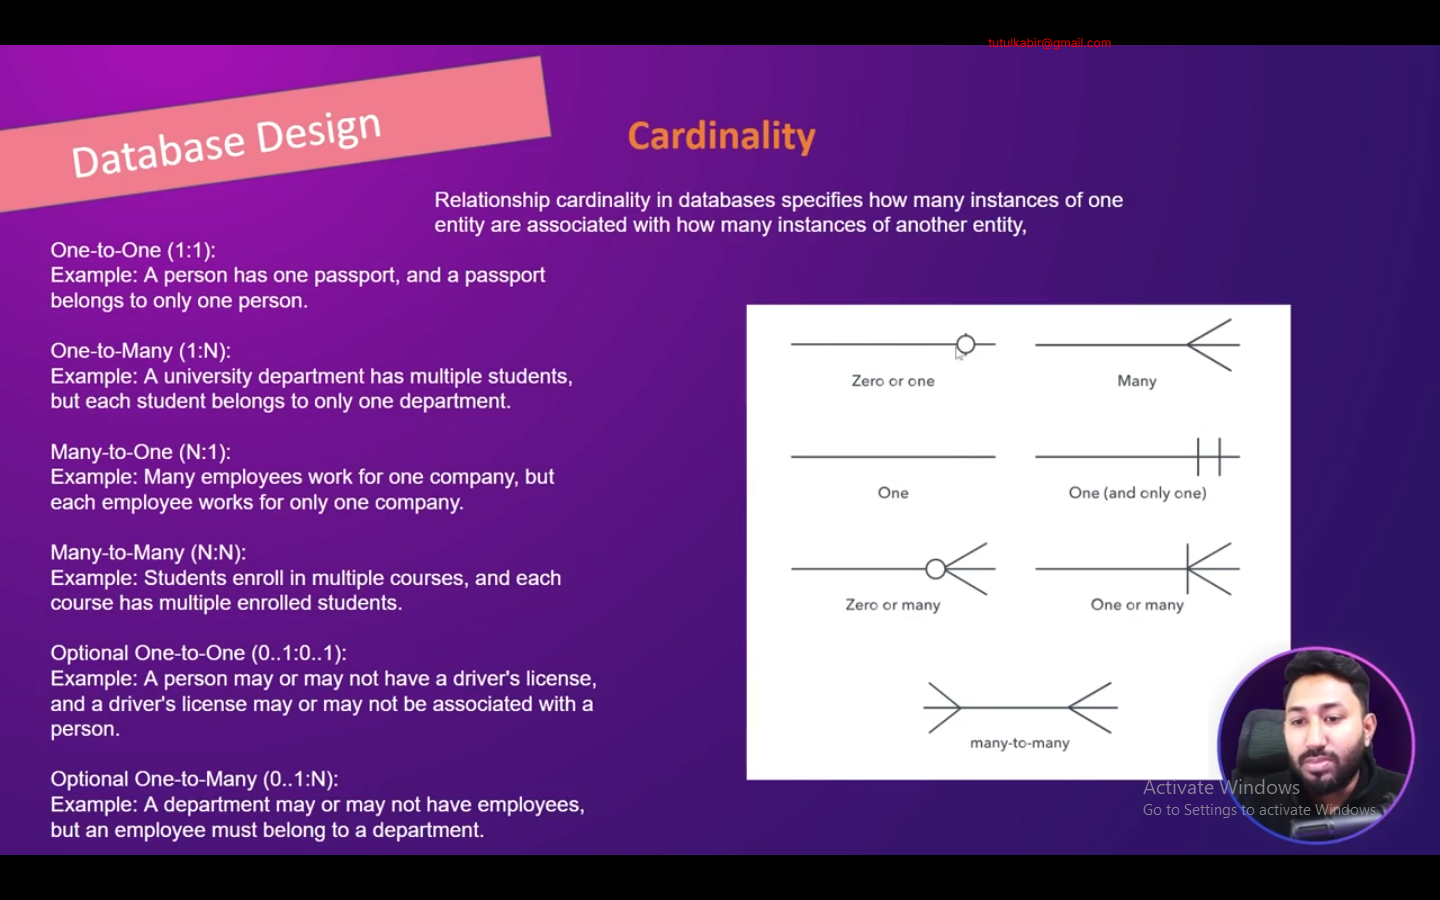 tutulkabir@gmail.com
Database Design
Cardinality
Relationship cardinality in databases specifies how many instances of one
entity are associated with how many instances of another entity,
One-to-One (1:1):
Example: A person has one passport, and a passport
belongs to only one person.
One-to-Many (1:N):
Example: A university department has multiple students,
but each student belongs to only one department.
Many-to-One (N:1):
Example: Many employees work for one company, but
each employee works for only one company.
Many-to-Many (N:N):
Example: Students enroll in multiple courses, and each
course has multiple enrolled students.
Optional One-to-One (0..1:0..1):
Example: A person may or may not have a driver's license,
and a driver's license may or may not be associated with a
person.
Optional One-to-Many (0..1:N):
Example: A department may or may not have employees,
but an employee must belong to a department.
Zero or one
Many
One
One (and only one)
Zero or many
One or many
many-to-many
Activate Windows
Go to Settings to activate Windows.